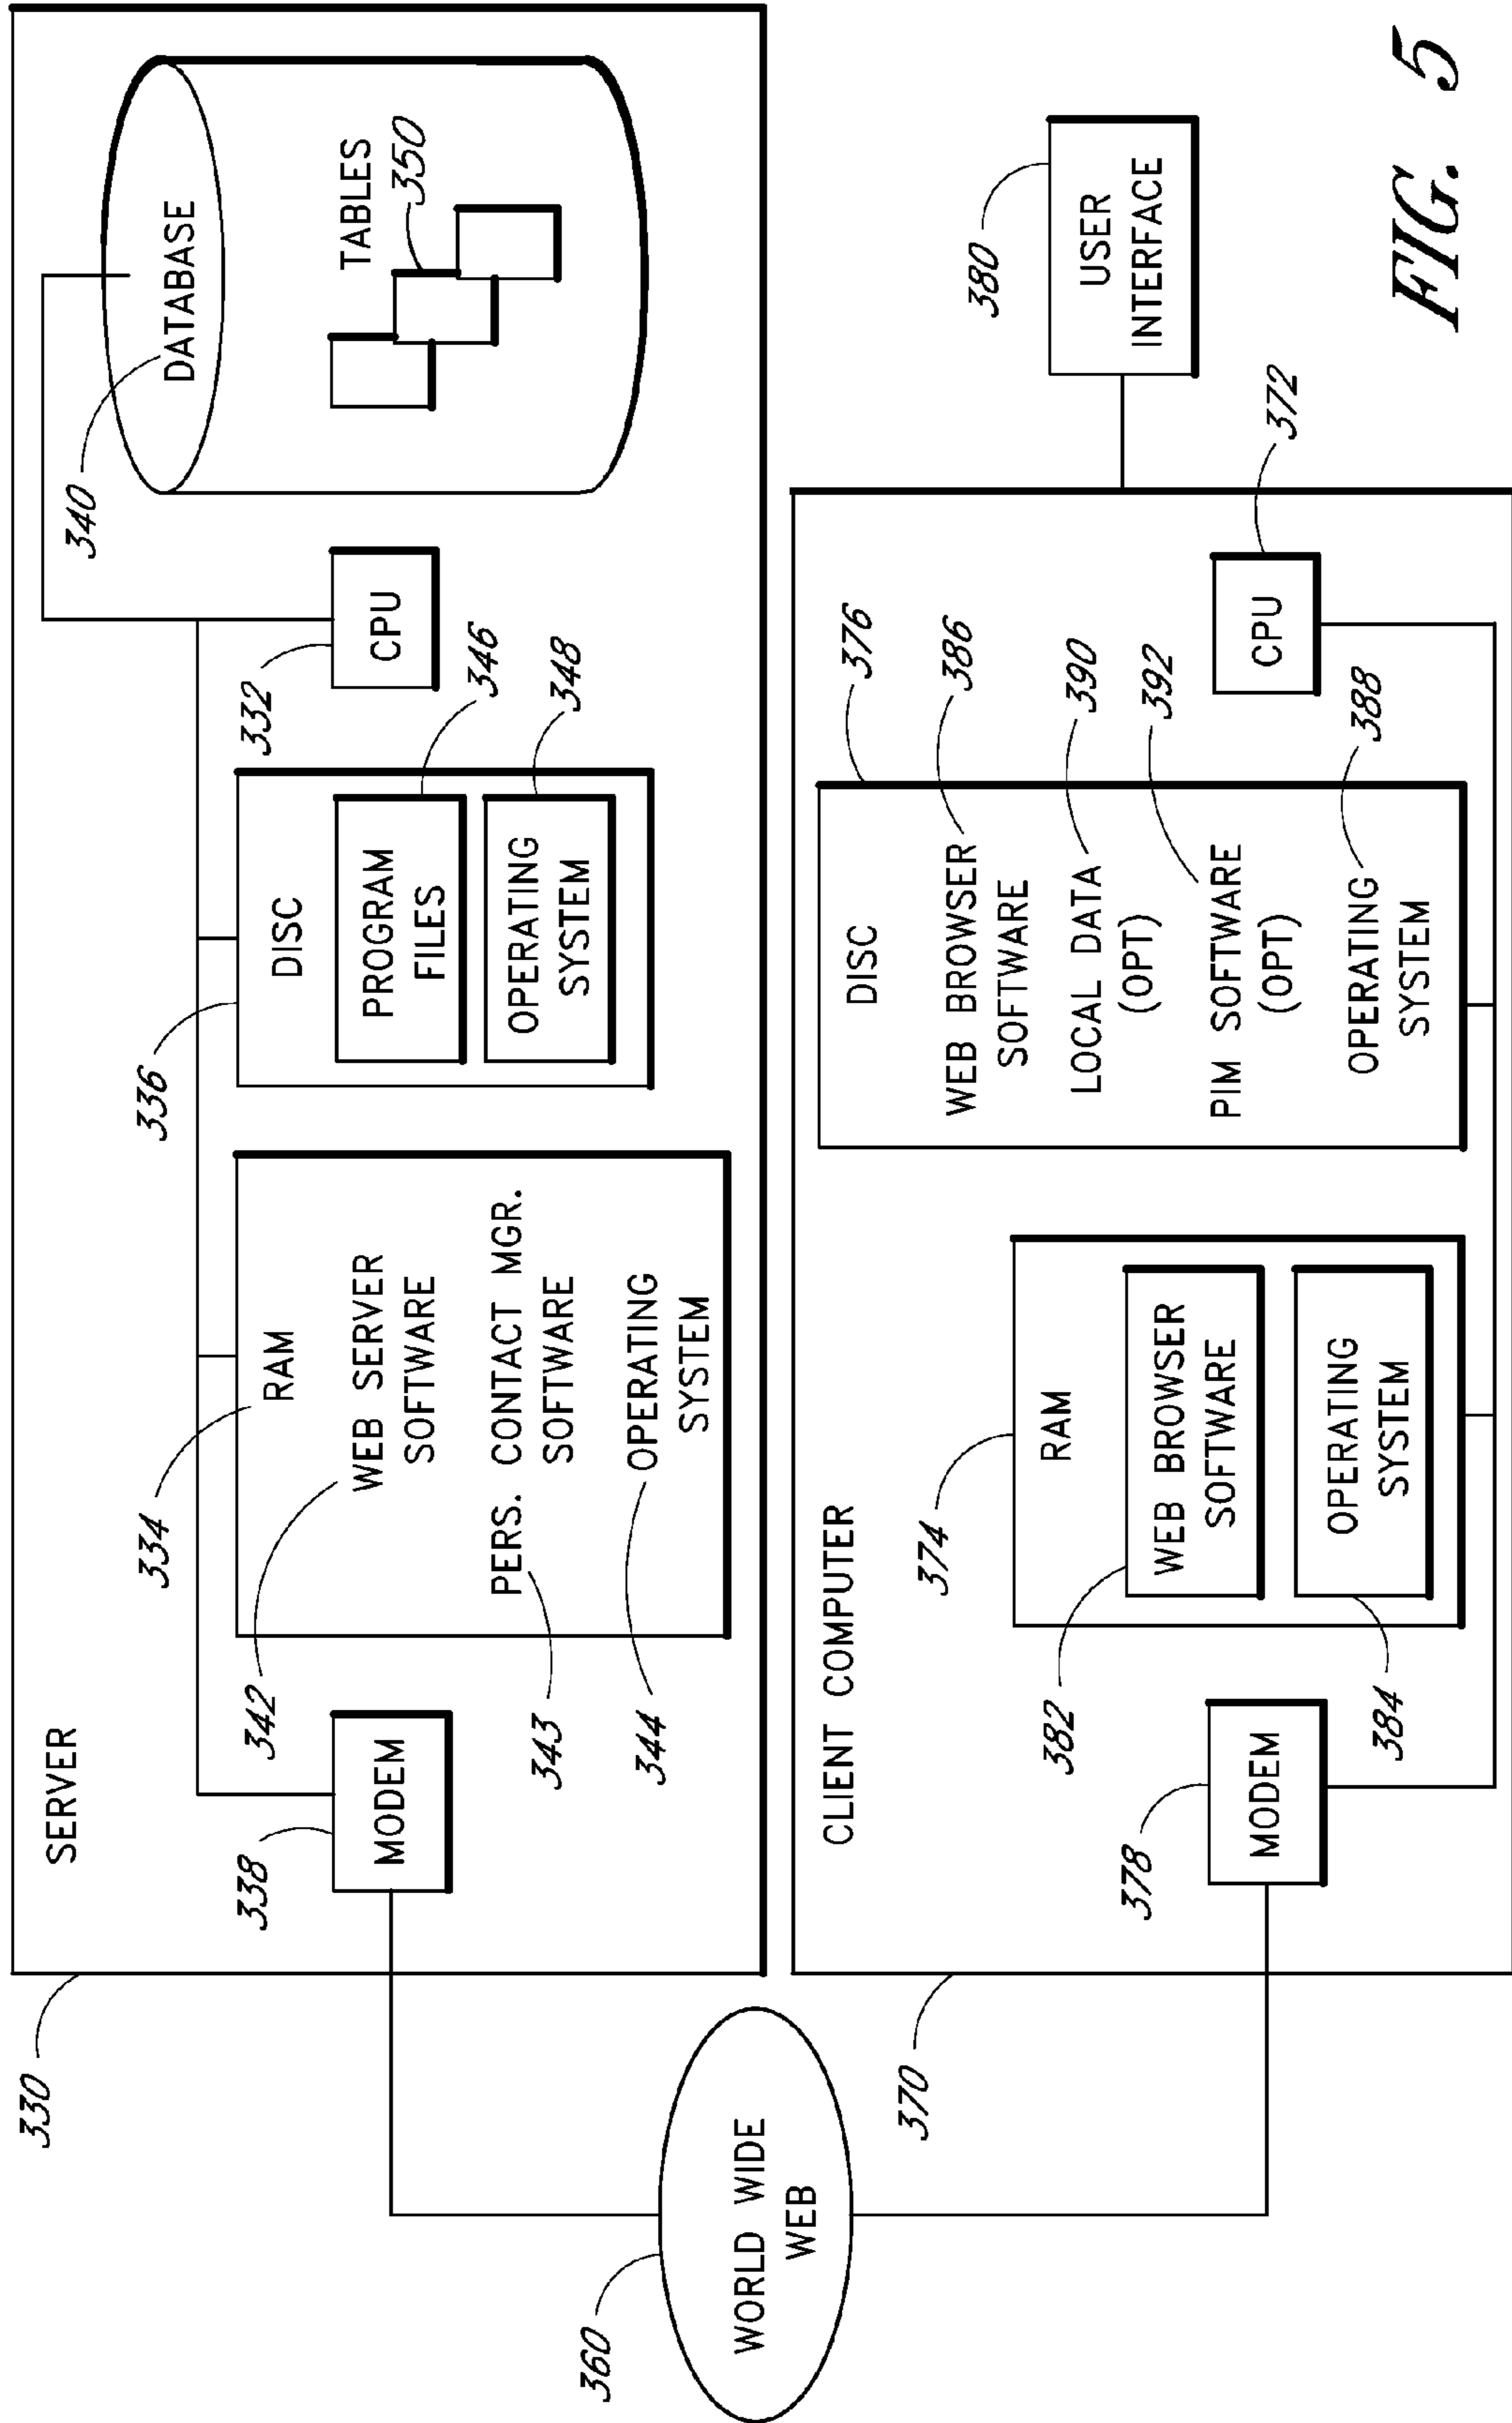 330
SERVER
340
DATABASE
TABLES
350
332
CPU
336
DISC
346
PROGRAM
FILES
348
OPERATING
SYSTEM
334
RAM
342
WEB SERVER
SOFTWARE
343
PERS. CONTACT MGR.
SOFTWARE
344
OPERATING
SYSTEM
338
MODEM
360
WORLD WIDE
WEB
370
CLIENT COMPUTER
378
MODEM
374
RAM
382
WEB BROWSER
SOFTWARE
384
OPERATING
SYSTEM
376
DISC
386
WEB BROWSER
SOFTWARE
390
LOCAL DATA
(OPT)
392
PIM SOFTWARE
(OPT)
388
OPERATING
SYSTEM
372
CPU
380
USER
INTERFACE
FIG. 5